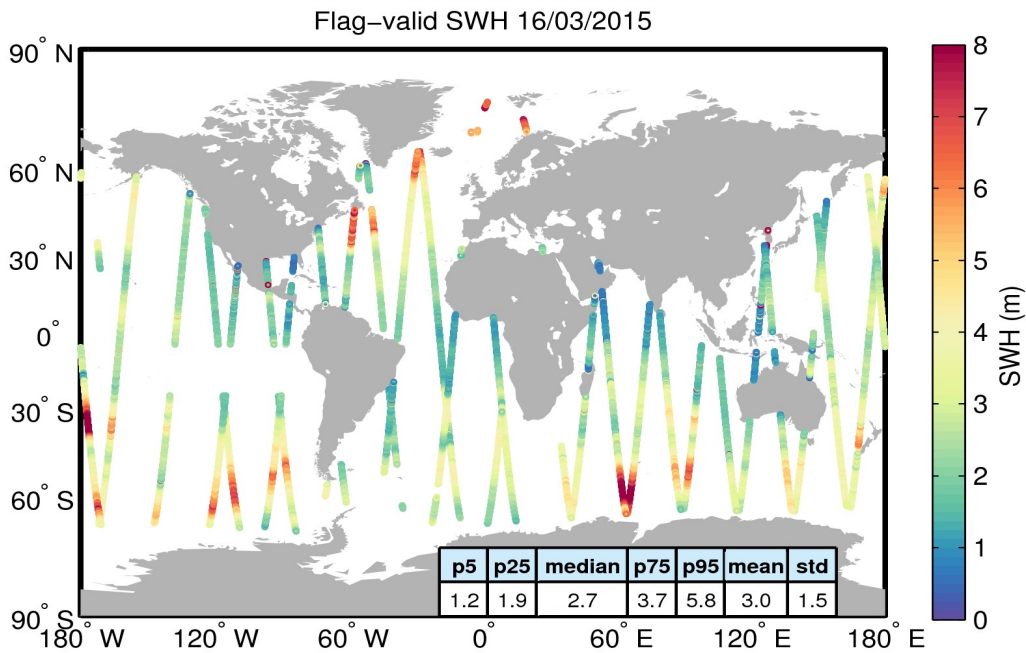 Flag−valid SWH 16/03/2015
90° N
60° N
30° N
0°
30° S
60° S
90° S
180° W
120° W
60° W
0°
60° E
120° E
180° E
p5 p25 median p75 p95 mean std
1.2 1.9 2.7 3.7 5.8 3.0 1.5
8
7
6
5
4
3
2
1
0
SWH (m)